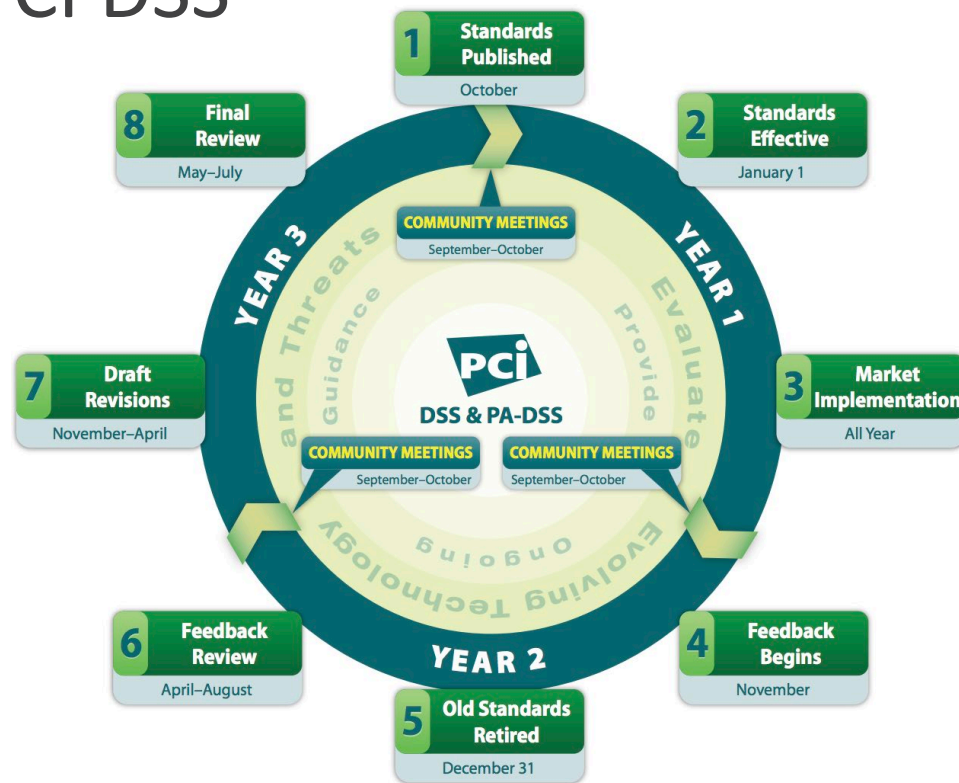 CI DSS
1
Standards
Published
October
2
Standards
Effective
January 1
3
Market
Implementation
All Year
4
Feedback
Begins
November
5
Old Standards
Retired
December 31
6
Feedback
Review
April–August
7
Draft
Revisions
November–April
8
Final
Review
May–July
YEAR 1
YEAR 2
YEAR 3
COMMUNITY MEETINGS
September–October
COMMUNITY MEETINGS
September–October
COMMUNITY MEETINGS
September–October
Evaluate Evolving Technology and Threats
Provide Ongoing Guidance
PCi
DSS & PA-DSS